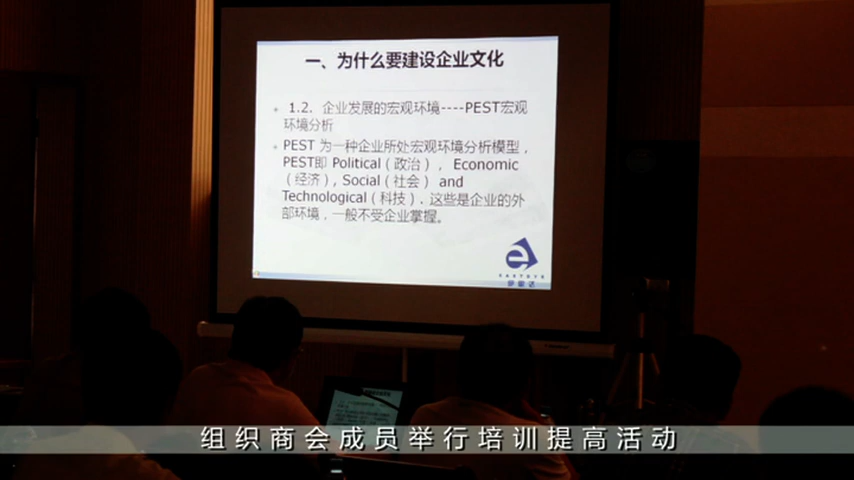 一、为什么要建设企业文化
1.2. 企业发展的宏观环境----PEST宏观
环境分析
PEST 为一种企业所处宏观环境分析模型，
PEST即 Political（政治）， Economic
（经济）, Social（社会） and
Technological（科技）. 这些是企业的外
部环境，一般不受企业掌握。
组织商会成员举行培训提高活动